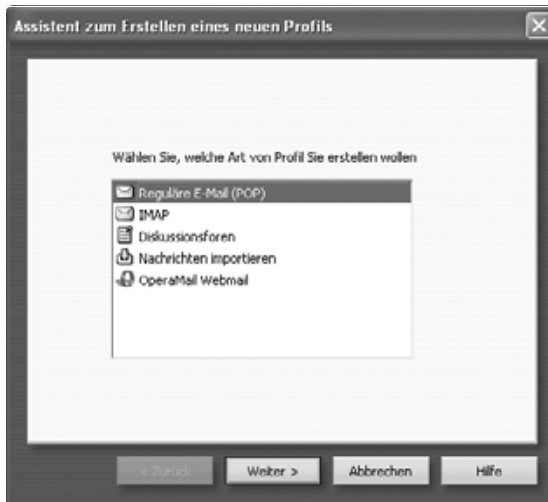 Assistent zum Erstellen eines neuen Profils
Wählen Sie, welche Art von Profil Sie erstellen wollen
Reguläre E-Mail (POP)
IMAP
Diskussionsforen
Nachrichten importieren
OperaMail Webmail
< Zurück
Weiter >
Abbrechen
Hilfe